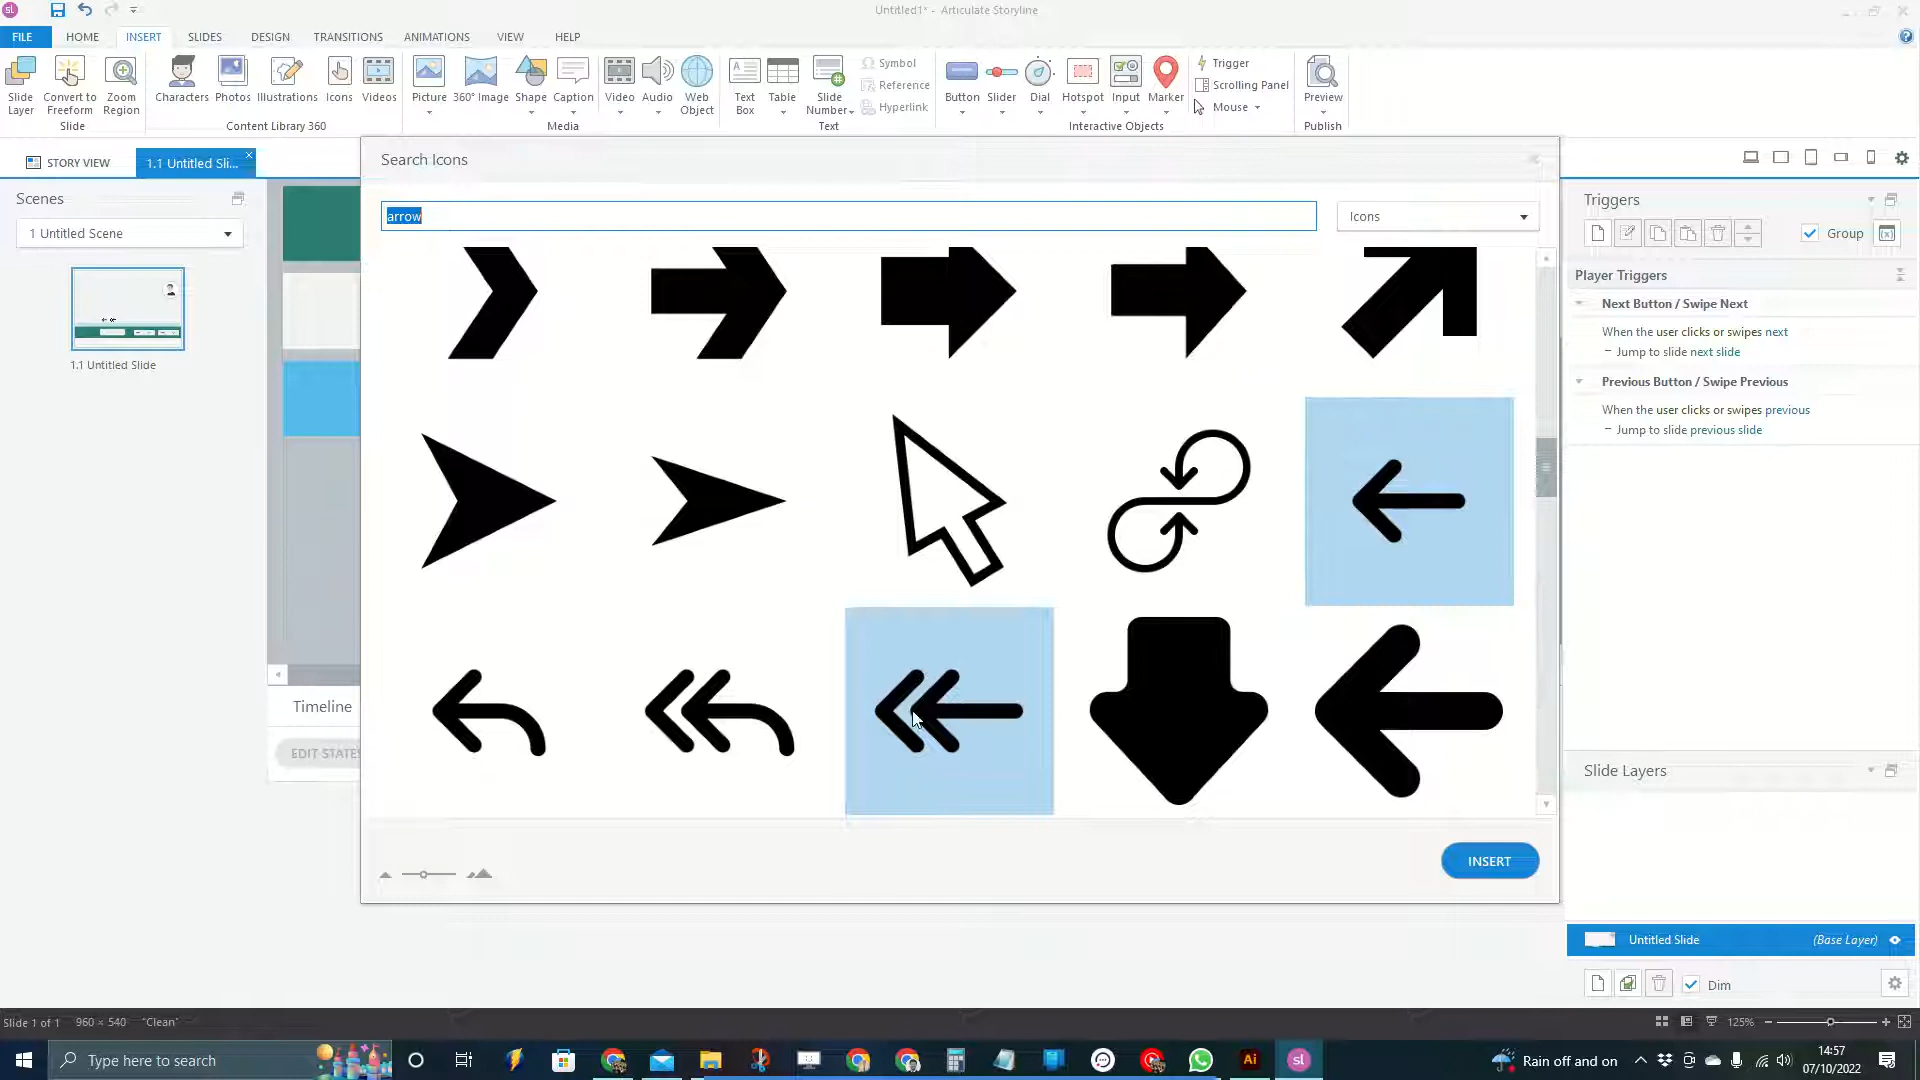 sl
Untitled1* - Articulate Storyline
FILE
HOME
INSERT
SLIDES
DESIGN
TRANSITIONS
ANIMATIONS
VIEW
HELP
Slide Layer
Convert to Freeform
Zoom Region
Slide
Characters
Photos
Illustrations
Icons
Videos
Content Library 360
Picture
360° Image
Shape
Caption
Video
Audio
Web Object
Media
Text Box
Table
Slide Number
Symbol
Reference
Hyperlink
Text
Button
Slider
Dial
Hotspot
Input
Marker
Trigger
Scrolling Panel
Mouse
Interactive Objects
Preview
Publish
STORY VIEW
1.1 Untitled Sli...
Scenes
1 Untitled Scene
1.1 Untitled Slide
Search Icons
arrow
Icons
INSERT
Timeline
EDIT STATES
Triggers
Group
Player Triggers
Next Button / Swipe Next
When the user clicks or swipes next
Jump to slide next slide
Previous Button / Swipe Previous
When the user clicks or swipes previous
Jump to slide previous slide
Slide Layers
Untitled Slide
(Base Layer)
Dim
Slide 1 of 1
960 × 540
"Clean"
125%
Type here to search
Ai
sl
Rain off and on
14:57
07/10/2022